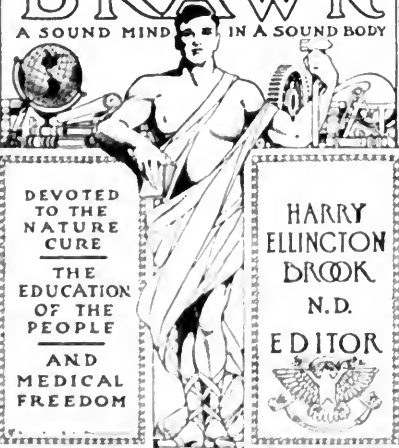 BRAWN
A SOUND MIND IN A SOUND BODY
DEVOTED
TO THE
NATURE
CURE
THE
EDUCATION
OF THE
PEOPLE
AND
MEDICAL
FREEDOM
HARRY
ELLINGTON
BROOK
N.D.
EDITOR